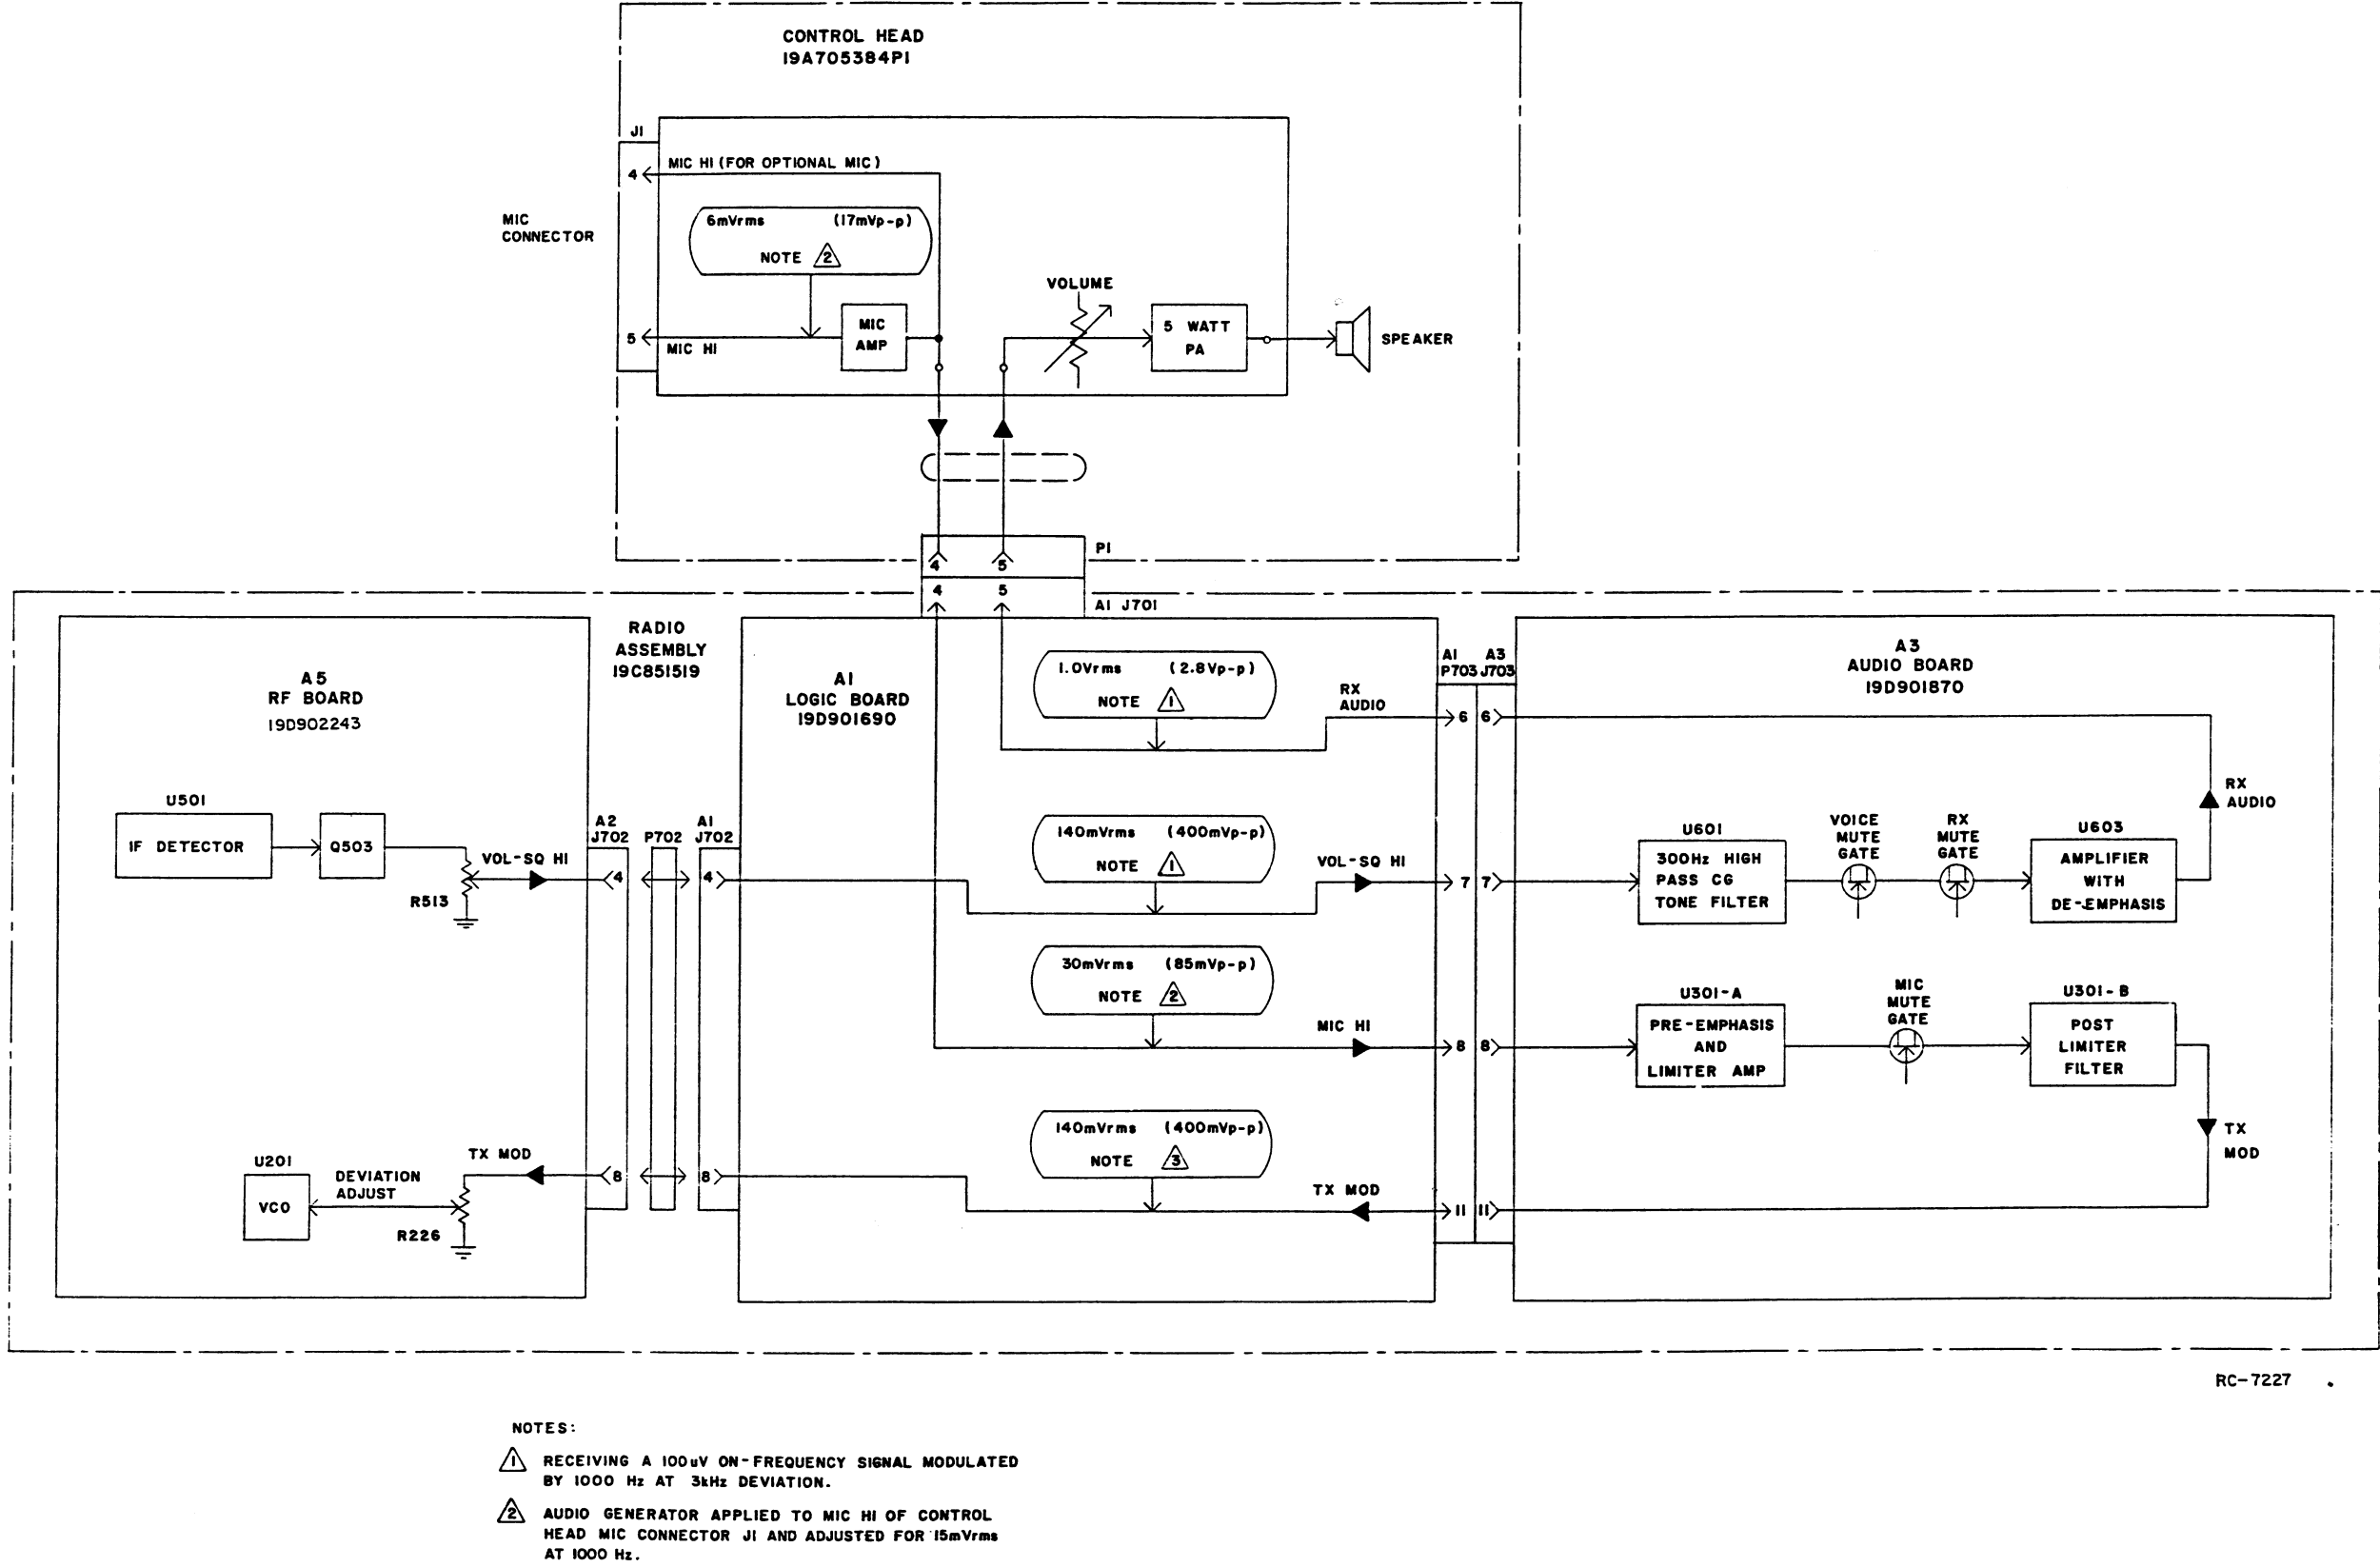 CONTROL HEAD
19A705384P1
J1
MIC HI (FOR OPTIONAL MIC)
4
MIC
CONNECTOR
6mVrms (17mVp-p)
NOTE 2
5
MIC HI
MIC
AMP
VOLUME
5 WATT
PA
SPEAKER
P1
4 5
4 5
A1 J701
RADIO
ASSEMBLY
19C851519
A5
RF BOARD
19D902243
A1
LOGIC BOARD
19D901690
A1 A3
P703 J703
A3
AUDIO BOARD
19D901870
1.0Vrms (2.8Vp-p)
NOTE 1
RX
AUDIO
6 6
RX
AUDIO
U501
IF DETECTOR
Q503
VOL-SQ HI
R513
A2
J702
P702
A1
J702
4 4
140mVrms (400mVp-p)
NOTE 1
VOL-SQ HI
7 7
U601
300Hz HIGH
PASS CG
TONE FILTER
VOICE
MUTE
GATE
RX
MUTE
GATE
U603
AMPLIFIER
WITH
DE-EMPHASIS
30mVrms (85mVp-p)
NOTE 2
MIC HI
8 8
U301-A
PRE-EMPHASIS
AND
LIMITER AMP
MIC
MUTE
GATE
U301-B
POST
LIMITER
FILTER
TX
MOD
U201
VCO
DEVIATION
ADJUST
TX MOD
R226
8 8
140mVrms (400mVp-p)
NOTE 3
TX MOD
11 11
RC-7227
NOTES:
1 RECEIVING A 100uV ON-FREQUENCY SIGNAL MODULATED
BY 1000 Hz AT 3kHz DEVIATION.
2 AUDIO GENERATOR APPLIED TO MIC HI OF CONTROL
HEAD MIC CONNECTOR J1 AND ADJUSTED FOR 15mVrms
AT 1000 Hz.